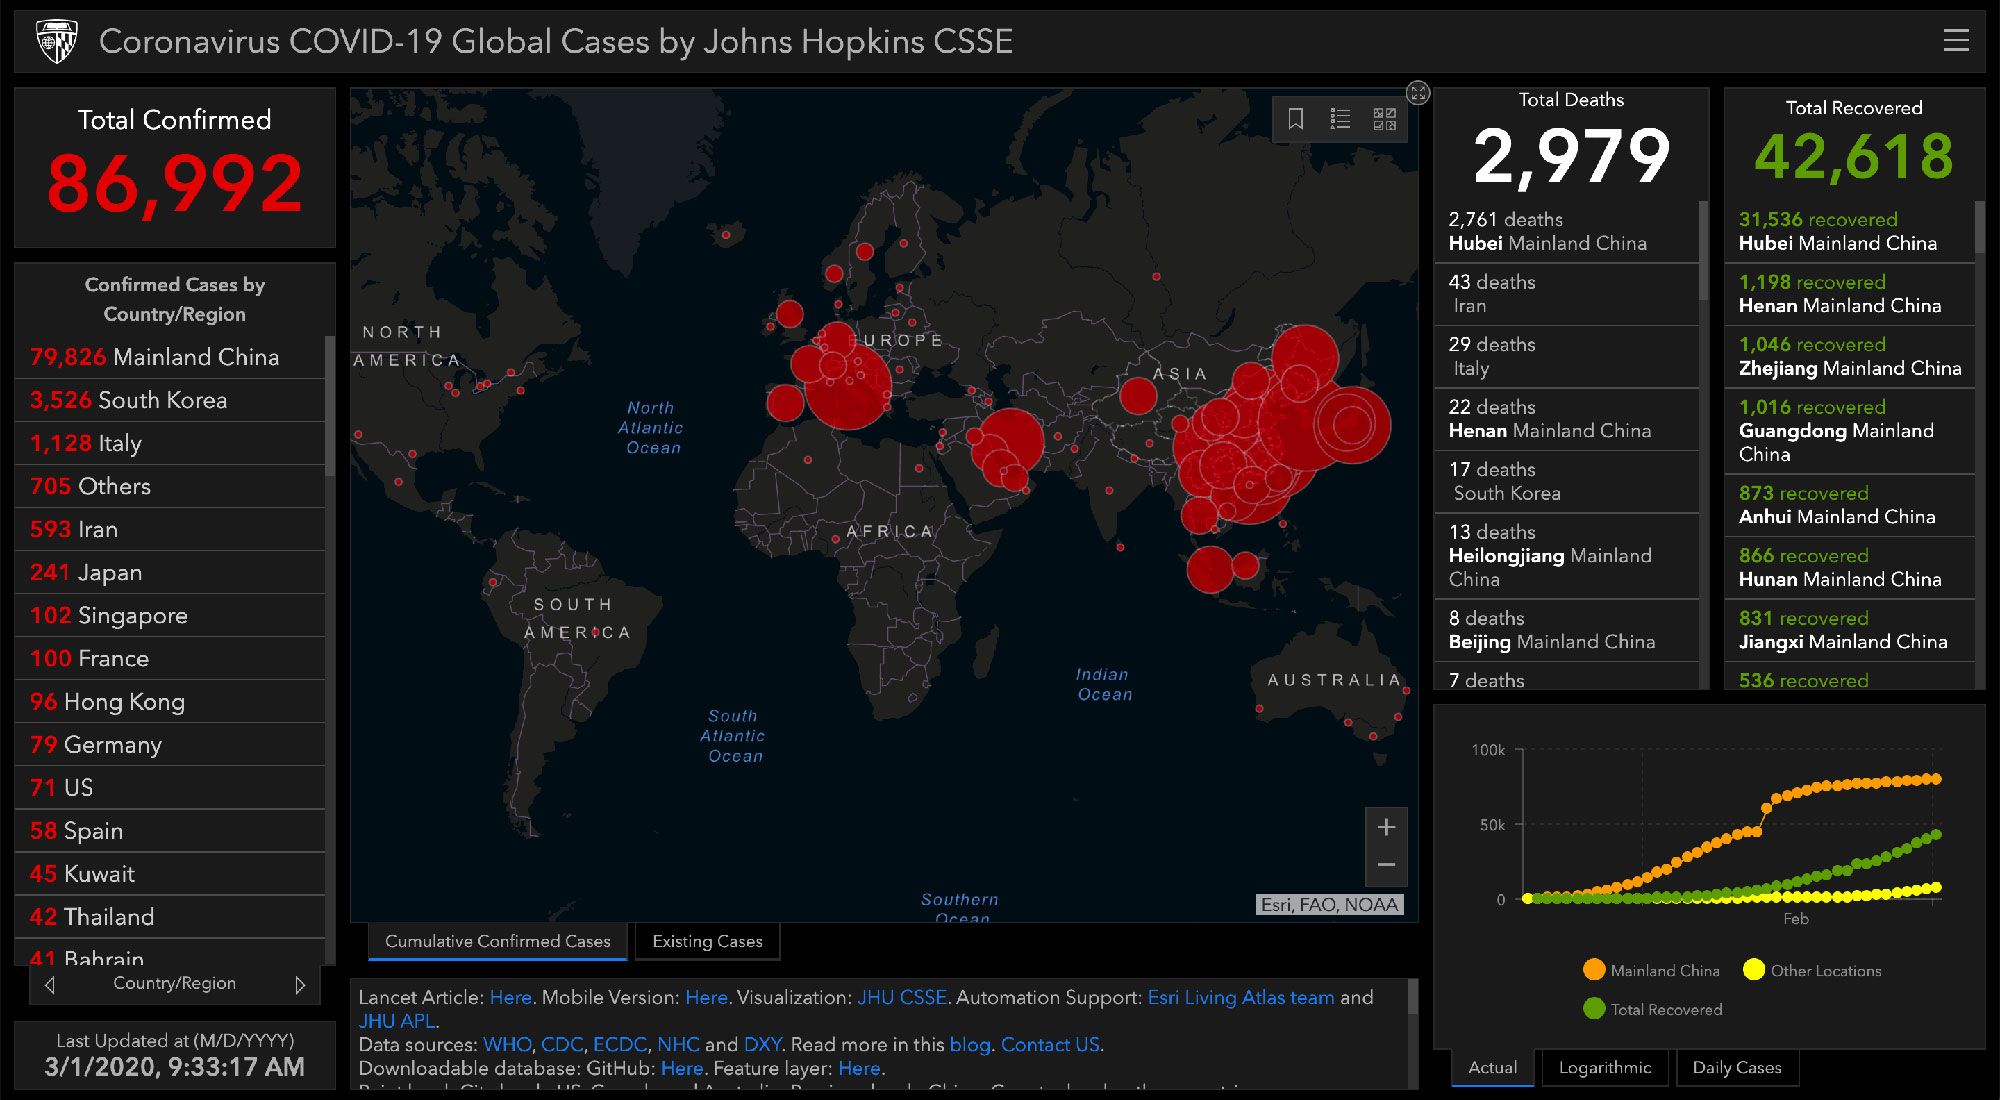 Coronavirus COVID-19 Global Cases by Johns Hopkins CSSE
Total Confirmed
86,992
Confirmed Cases by
Country/Region
79,826 Mainland China
3,526 South Korea
1,128 Italy
705 Others
593 Iran
241 Japan
102 Singapore
100 France
96 Hong Kong
79 Germany
71 US
58 Spain
45 Kuwait
42 Thailand
41 Bahrain
Country/Region
Last Updated at (M/D/YYYY)
3/1/2020, 9:33:17 AM
NORTH
AMERICA
EUROPE
ASIA
North
Atlantic
Ocean
AFRICA
SOUTH
AMERICA
Indian
Ocean
AUSTRALIA
South
Atlantic
Ocean
Southern
Ocean
+
−
Esri, FAO, NOAA
Cumulative Confirmed Cases
Existing Cases
Lancet Article: Here. Mobile Version: Here. Visualization: JHU CSSE. Automation Support: Esri Living Atlas team and
JHU APL.
Data sources: WHO, CDC, ECDC, NHC and DXY. Read more in this blog. Contact US.
Downloadable database: GitHub: Here. Feature layer: Here.
Total Deaths
2,979
2,761 deaths
Hubei Mainland China
43 deaths
Iran
29 deaths
Italy
22 deaths
Henan Mainland China
17 deaths
South Korea
13 deaths
Heilongjiang Mainland
China
8 deaths
Beijing Mainland China
7 deaths
Total Recovered
42,618
31,536 recovered
Hubei Mainland China
1,198 recovered
Henan Mainland China
1,046 recovered
Zhejiang Mainland China
1,016 recovered
Guangdong Mainland
China
873 recovered
Anhui Mainland China
866 recovered
Hunan Mainland China
831 recovered
Jiangxi Mainland China
536 recovered
100k
50k
0
Feb
Mainland China
Other Locations
Total Recovered
Actual
Logarithmic
Daily Cases